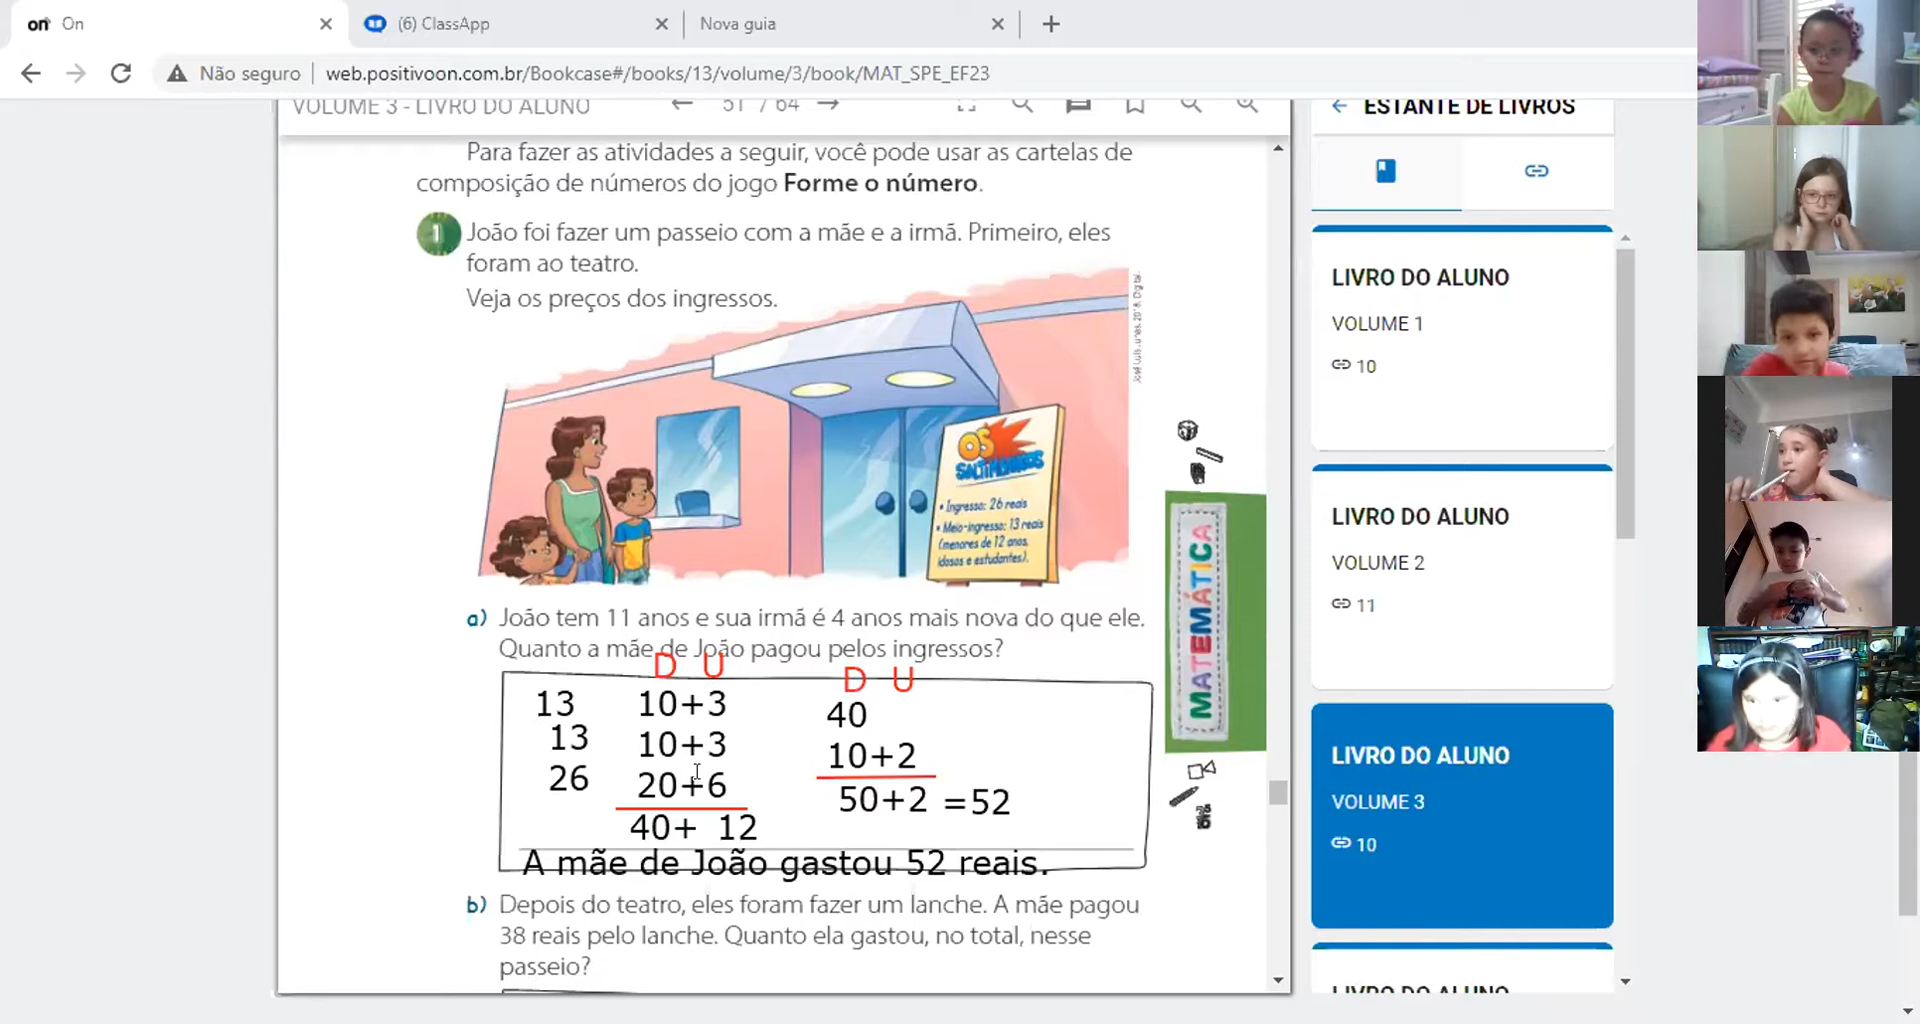 On
(6) ClassApp
Nova guia
Não seguro
web.positivoon.com.br/Bookcase#/books/13/volume/3/book/MAT_SPE_EF23
VOLUME 3 - LIVRO DO ALUNO
51 / 64
Para fazer as atividades a seguir, você pode usar as cartelas de
composição de números do jogo Forme o número.
1
João foi fazer um passeio com a mãe e a irmã. Primeiro, eles
foram ao teatro.
Veja os preços dos ingressos.
OS
SALTIMBANCOS
• Ingresso: 26 reais
• Meio-ingresso: 13 reais
(menores de 12 anos,
idosos e estudantes).
MATEMÁTICA
a) João tem 11 anos e sua irmã é 4 anos mais nova do que ele.
Quanto a mãe de João pagou pelos ingressos?
D U
13 10+3
13 10+3
26 20+6
40+ 12
D U
40
10+2
50+2 =52
A mãe de João gastou 52 reais.
b) Depois do teatro, eles foram fazer um lanche. A mãe pagou
38 reais pelo lanche. Quanto ela gastou, no total, nesse
passeio?
ESTANTE DE LIVROS
LIVRO DO ALUNO
VOLUME 1
10
LIVRO DO ALUNO
VOLUME 2
11
LIVRO DO ALUNO
VOLUME 3
10
LIVRO DO ALUNO